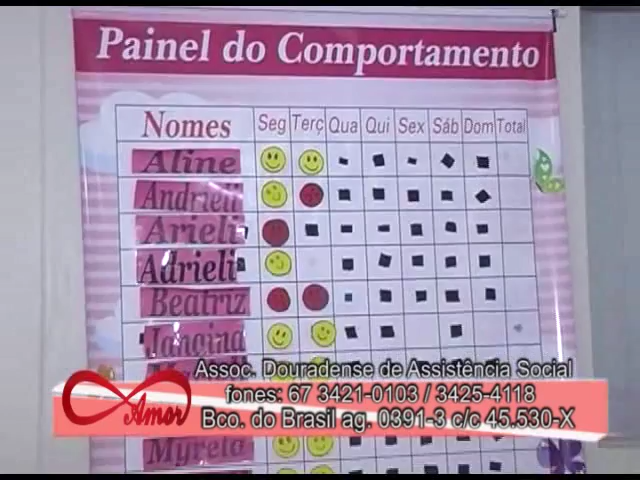 Painel do Comportamento
Nomes Seg Terç Qua Qui Sex Sáb Dom Total
Aline
Andrieli
Arieli
Adrieli
Beatriz
Janaina
Assoc. Douradense de Assistência Social
fones: 67 3421-0103 / 3425-4118
Amor
Bco. do Brasil ag. 0391-3 c/c 45.530-X